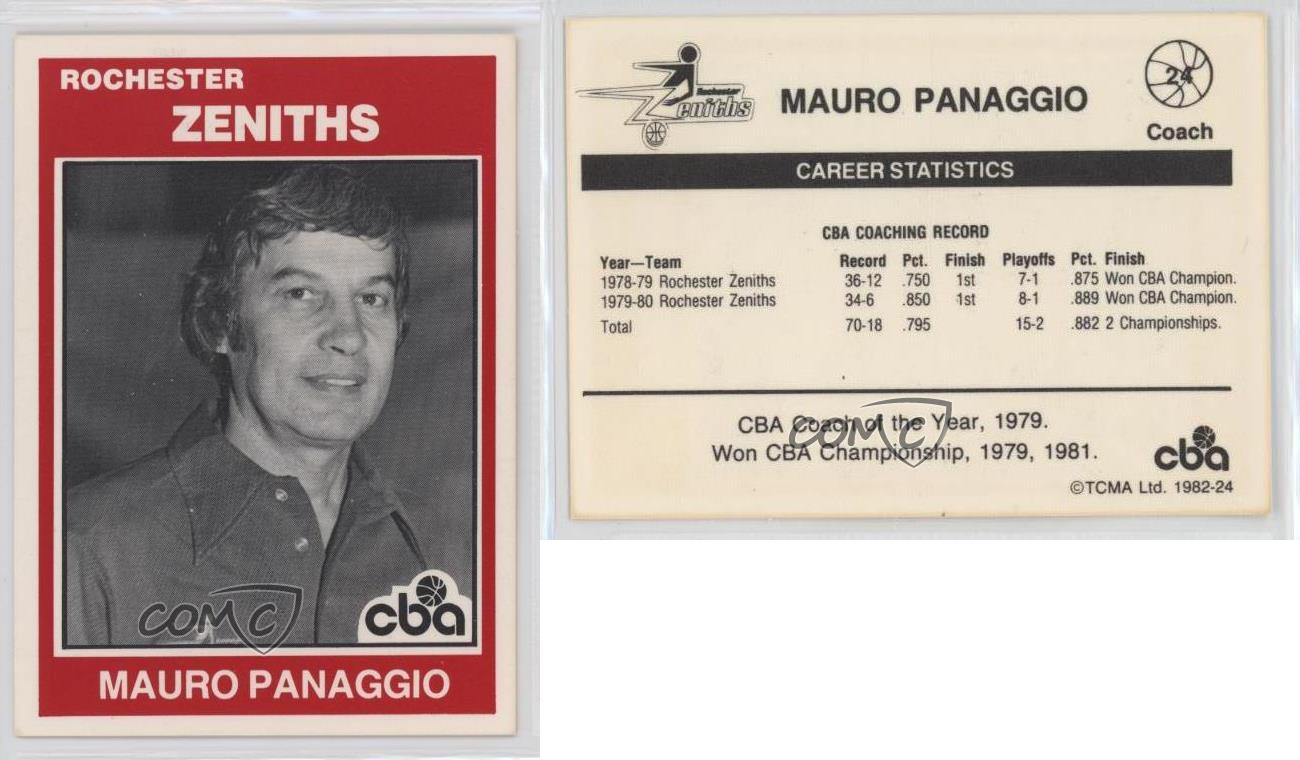 ROCHESTER
ZENITHS
COMC
cba
MAURO PANAGGIO
Rochester
Zeniths
MAURO PANAGGIO
24
Coach
CAREER STATISTICS
CBA COACHING RECORD
Year—Team Record Pct. Finish Playoffs Pct. Finish
1978-79 Rochester Zeniths 36-12 .750 1st 7-1 .875 Won CBA Champion.
1979-80 Rochester Zeniths 34-6 .850 1st 8-1 .889 Won CBA Champion.
Total 70-18 .795 15-2 .882 2 Championships.
CBA Coach of the Year, 1979.
COMC
Won CBA Championship, 1979, 1981.
cba
©TCMA Ltd. 1982-24